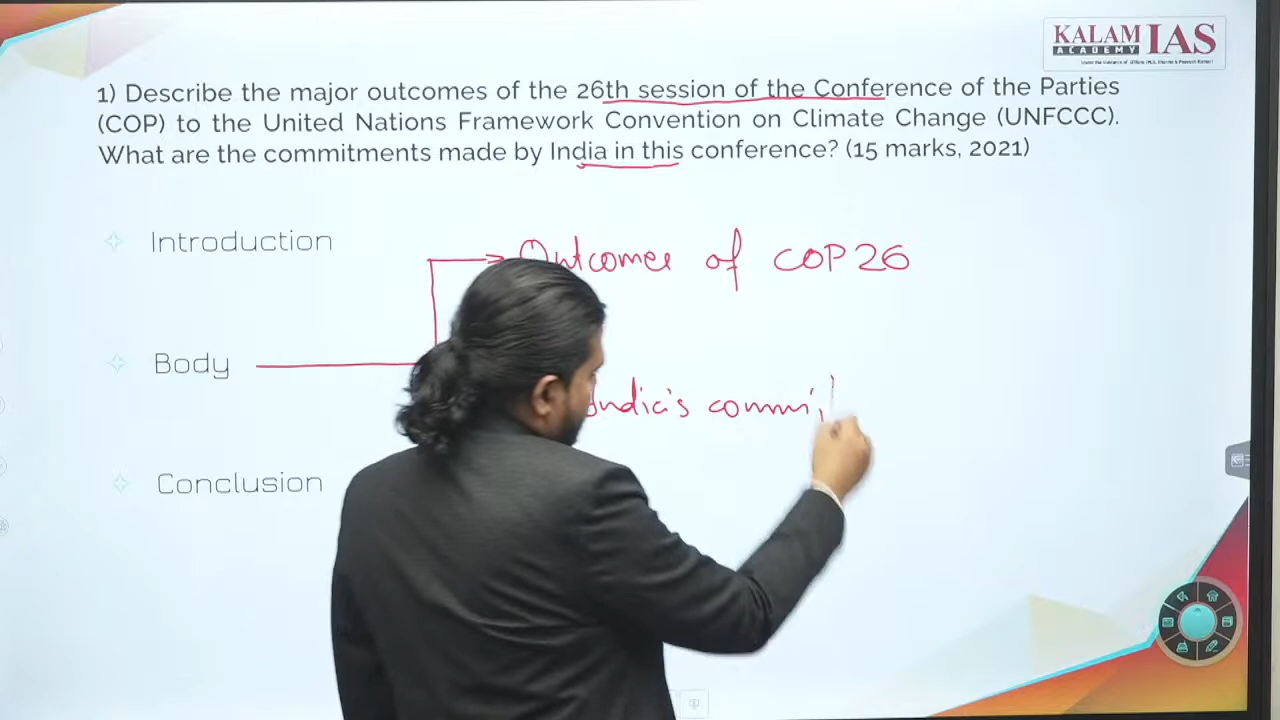 KALAM IAS
ACADEMY
1) Describe the major outcomes of the 26th session of the Conference of the Parties
(COP) to the United Nations Framework Convention on Climate Change (UNFCCC).
What are the commitments made by India in this conference? (15 marks, 2021)
Introduction
Outcomes of COP26
Body
India's commit
Conclusion